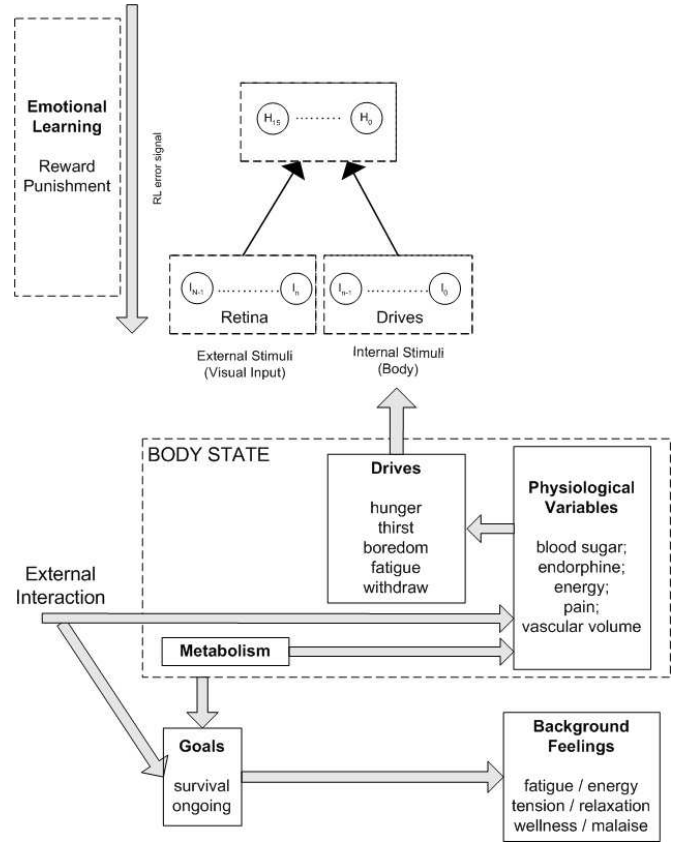 Emotional
Learning
Reward
Punishment
RL error signal
H15 ........ H0
IN-1 ............. In
Retina
In-1 .................. I0
Drives
External Stimuli
(Visual Input)
Internal Stimuli
(Body)
BODY STATE
Drives
hunger
thirst
boredom
fatigue
withdraw
Physiological
Variables
blood sugar;
endorphine;
energy;
pain;
vascular volume
External
Interaction
Metabolism
Goals
survival
ongoing
Background
Feelings
fatigue / energy
tension / relaxation
wellness / malaise